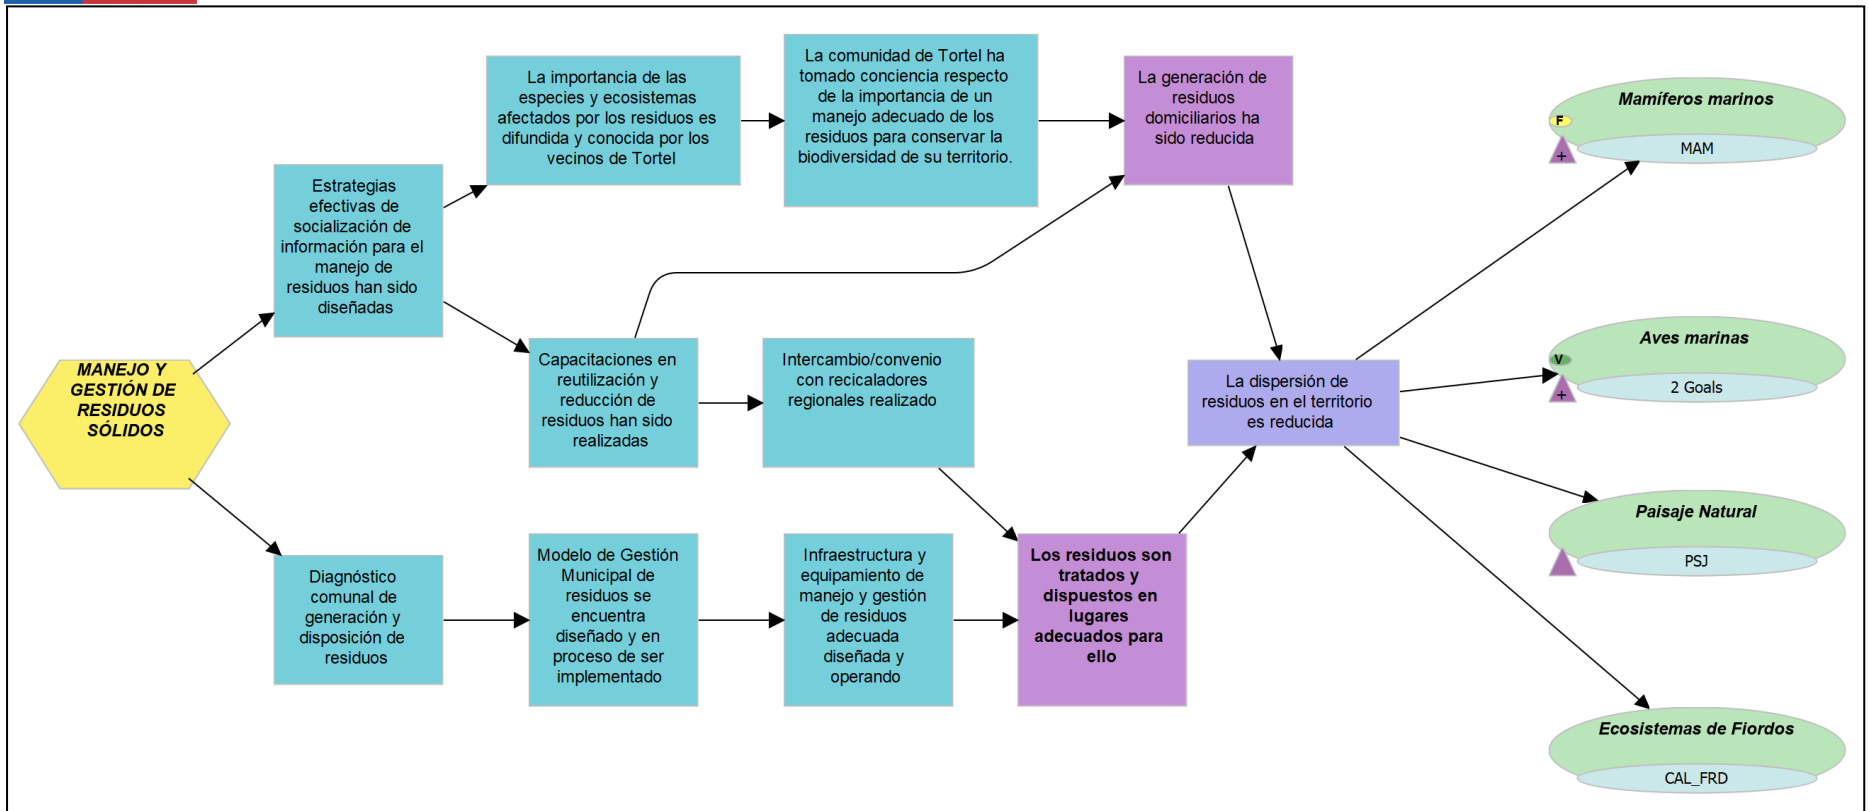 MANEJO Y
GESTIÓN DE
RESIDUOS
SÓLIDOS
Estrategias
efectivas de
socialización de
información para el
manejo de
residuos han sido
diseñadas
La importancia de las
especies y ecosistemas
afectados por los residuos es
difundida y conocida por los
vecinos de Tortel
La comunidad de Tortel ha
tomado conciencia respecto
de la importancia de un
manejo adecuado de los
residuos para conservar la
biodiversidad de su territorio.
La generación de
residuos
domiciliarios ha
sido reducida
Capacitaciones en
reutilización y
reducción de
residuos han sido
realizadas
Intercambio/convenio
con recicaladores
regionales realizado
Diagnóstico
comunal de
generación y
disposición de
residuos
Modelo de Gestión
Municipal de
residuos se
encuentra
diseñado y en
proceso de ser
implementado
Infraestructura y
equipamiento de
manejo y gestión
de residuos
adecuada
diseñada y
operando
Los residuos son
tratados y
dispuestos en
lugares
adecuados para
ello
La dispersión de
residuos en el territorio
es reducida
Mamíferos marinos
F
+
MAM
Aves marinas
V
+
2 Goals
Paisaje Natural
PSJ
Ecosistemas de Fiordos
CAL_FRD